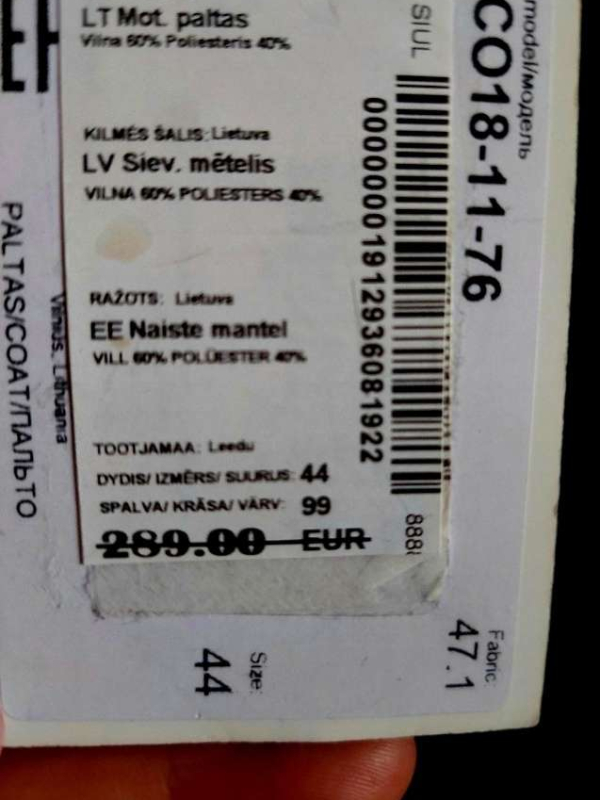 LT Mot. paltas
Vilna 60% Poliesteris 40%
KILMĖS ŠALIS: Lietuva
LV Siev. mētelis
VILNA 60% POLIESTERS 40%
RAŽOTS: Lietuva
EE Naiste mantel
VILL 60% POLÜESTER 40%
TOOTJAMAA: Leedu
DYDIS/ IZMĒRS/ SUURUS: 44
SPALVA/ KRĀSA/ VÄRV: 99
289.00 EUR
SIUL
00000001912936081922
888
model/модель
CO18-11-76
PALTAS/COAT/ПАЛЬТО
Vilnius, Lithuania
Size:
44
Fabric:
47.1